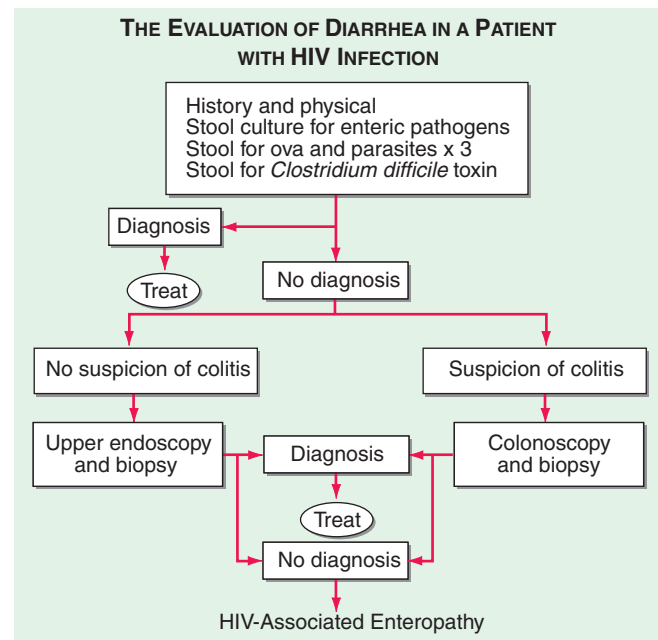 THE EVALUATION OF DIARRHEA IN A PATIENT
WITH HIV INFECTION
History and physical
Stool culture for enteric pathogens
Stool for ova and parasites x 3
Stool for Clostridium difficile toxin
Diagnosis
Treat
No diagnosis
No suspicion of colitis
Suspicion of colitis
Upper endoscopy
and biopsy
Diagnosis
Colonoscopy
and biopsy
Treat
No diagnosis
HIV-Associated Enteropathy